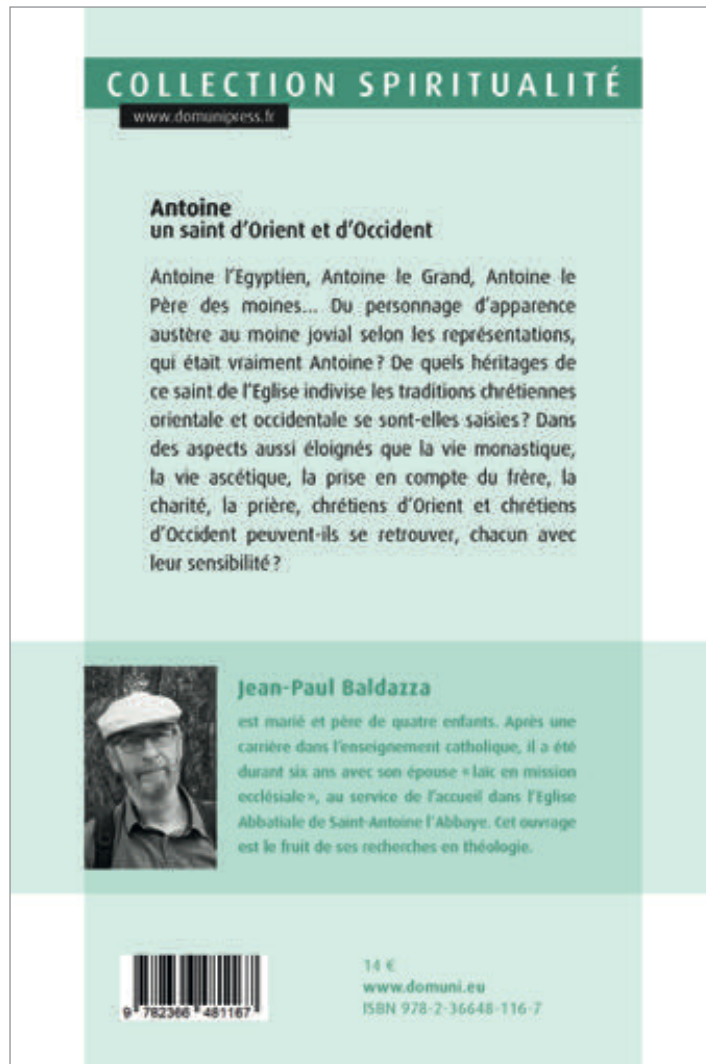 COLLECTION SPIRITUALITÉ
www.domunipress.fr
Antoine
un saint d'Orient et d'Occident
Antoine l'Egyptien, Antoine le Grand, Antoine le
Père des moines... Du personnage d'apparence
austère au moine jovial selon les représentations,
qui était vraiment Antoine ? De quels héritages de
ce saint de l'Eglise indivise les traditions chrétiennes
orientale et occidentale se sont-elles saisies ? Dans
des aspects aussi éloignés que la vie monastique,
la vie ascétique, la prise en compte du frère, la
charité, la prière, chrétiens d'Orient et chrétiens
d'Occident peuvent-ils se retrouver, chacun avec
leur sensibilité ?
Jean-Paul Baldazza
est marié et père de quatre enfants. Après une
carrière dans l'enseignement catholique, il a été
durant six ans avec son épouse « laïc en mission
ecclésiale », au service de l'accueil dans l'Eglise
Abbatiale de Saint-Antoine l'Abbaye. Cet ouvrage
est le fruit de ses recherches en théologie.
14 €
www.domuni.eu
ISBN 978-2-36648-116-7
9 782366 481167